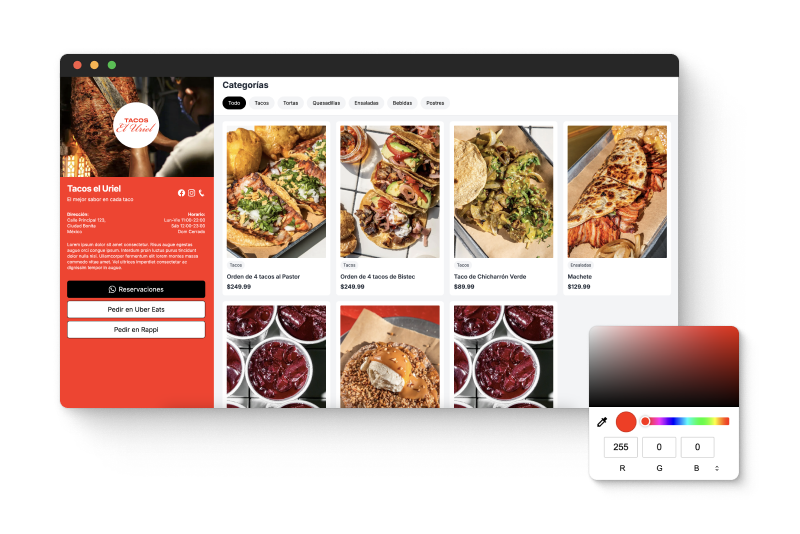 TACOS
El Uriel
Tacos el Uriel
El mejor sabor en cada taco
Dirección:
Calle Principal 123,
Ciudad Bonita
México
Horario:
Lun-Vie 11:00-22:00
Sáb 12:00-23:00
Dom Cerrado
Lorem ipsum dolor sit amet consectetur. Risus augue egestas
augue orci congue ipsum. Interdum proin luctus purus tincidunt
dolor nulla nisi. Ullamcorper fermentum elit lorem montes massa
commodo vitae amet. Vel ultrices imperdiet consectetur ac
dignissim tempor in augue.
Reservaciones
Pedir en Uber Eats
Pedir en Rappi
Categorías
Todo
Tacos
Tortas
Quesadillas
Ensaladas
Bebidas
Postres
Tacos
Orden de 4 tacos al Pastor
$249.99
Tacos
Orden de 4 tacos de Bistec
$249.99
Tacos
Taco de Chicharrón Verde
$89.99
Ensaladas
Machete
$129.99
255
0
0
R
G
B